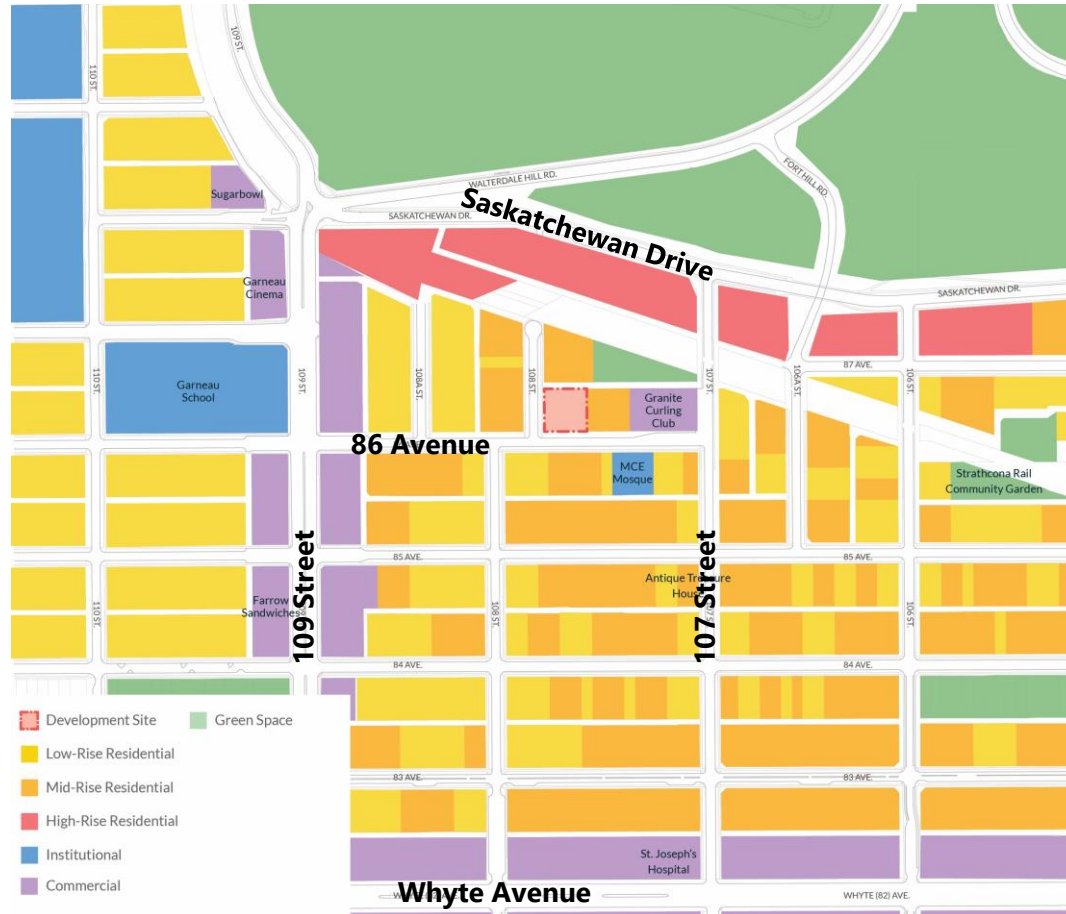 109 ST.
110 ST.
WALTERDALE HILL RD.
FORT HILL RD.
Sugarbowl
SASKATCHEWAN DR.
Saskatchewan Drive
Garneau
Cinema
SASKATCHEWAN DR.
87 AVE.
110 ST.
Garneau
School
109 ST.
108A ST.
108 ST.
107 ST.
106A ST.
106 ST.
Granite
Curling
Club
86 Avenue
MCE
Mosque
Strathcona Rail
Community Garden
85 AVE.
85 AVE.
109 Street
107 Street
Antique Treasure
House
110 ST.
Farrow
Sandwiches
108 ST.
107 ST.
106 ST.
84 AVE.
84 AVE.
Development Site
Green Space
Low-Rise Residential
Mid-Rise Residential
High-Rise Residential
Institutional
Commercial
83 AVE.
83 AVE.
St. Joseph's
Hospital
Whyte Avenue
WHYTE (82) AVE.